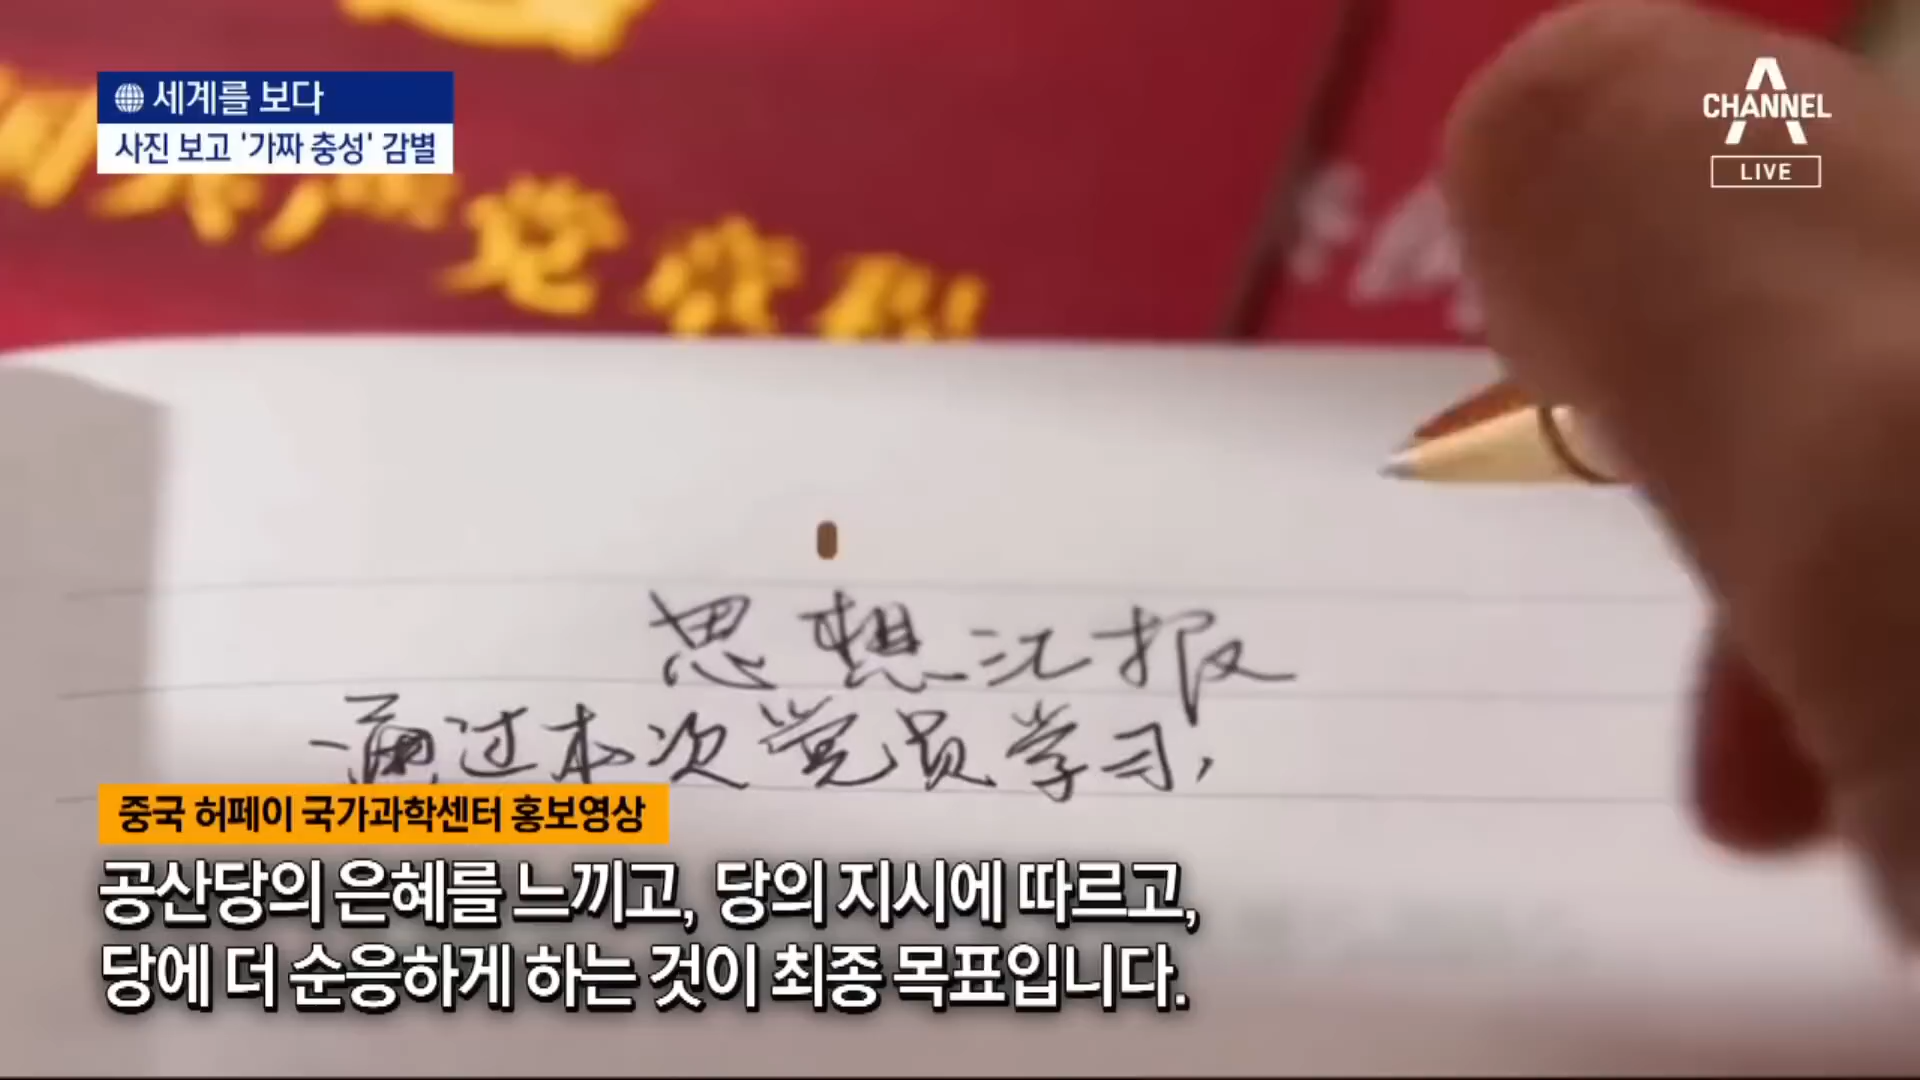 세계를 보다
사진 보고 '가짜 충성' 감별
CHANNEL A
LIVE
产党党徽
思想汇报
通过本次党员学习,
중국 허페이 국가과학센터 홍보영상
공산당의 은혜를 느끼고, 당의 지시에 따르고,
당에 더 순응하게 하는 것이 최종 목표입니다.